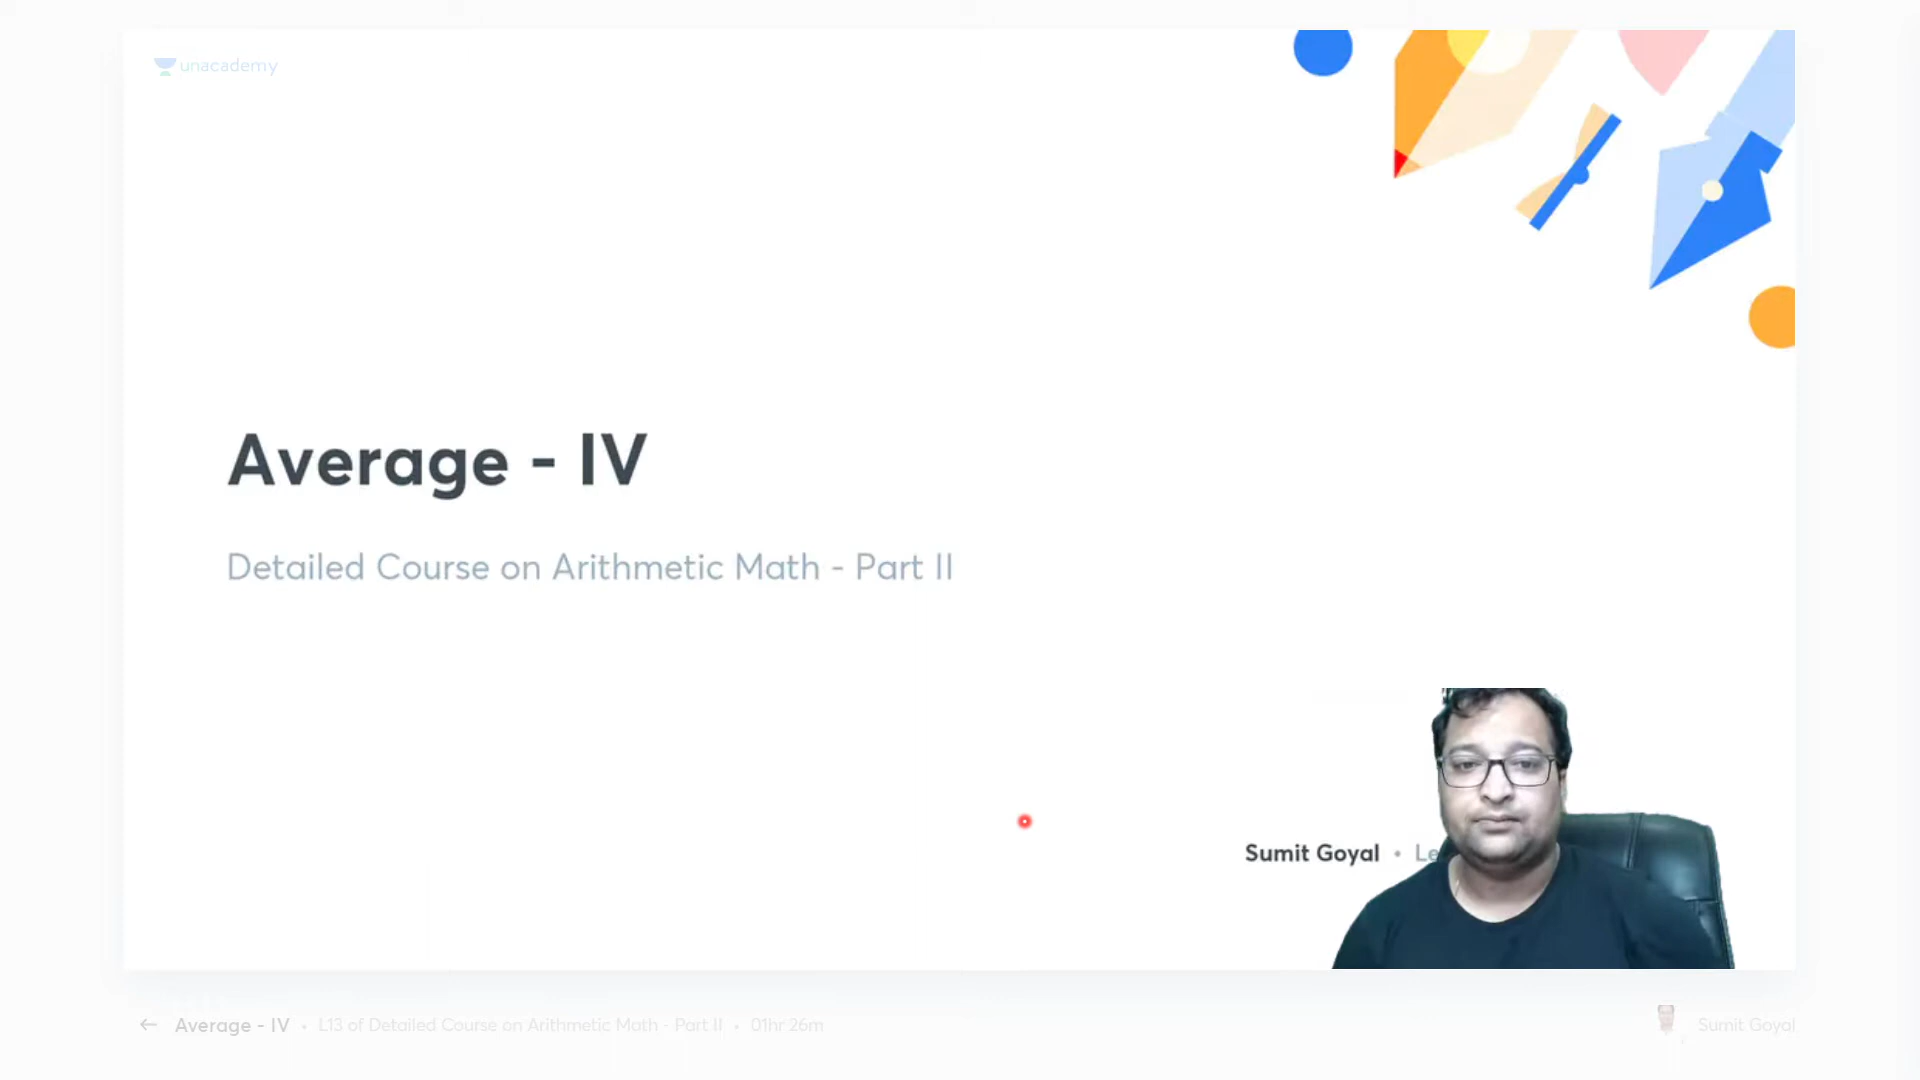 unacademy
Average - IV
Detailed Course on Arithmetic Math - Part II
Sumit Goyal •
← Average - IV • L13 of Detailed Course on Arithmetic Math - Part II • 01hr 26m
Sumit Goyal